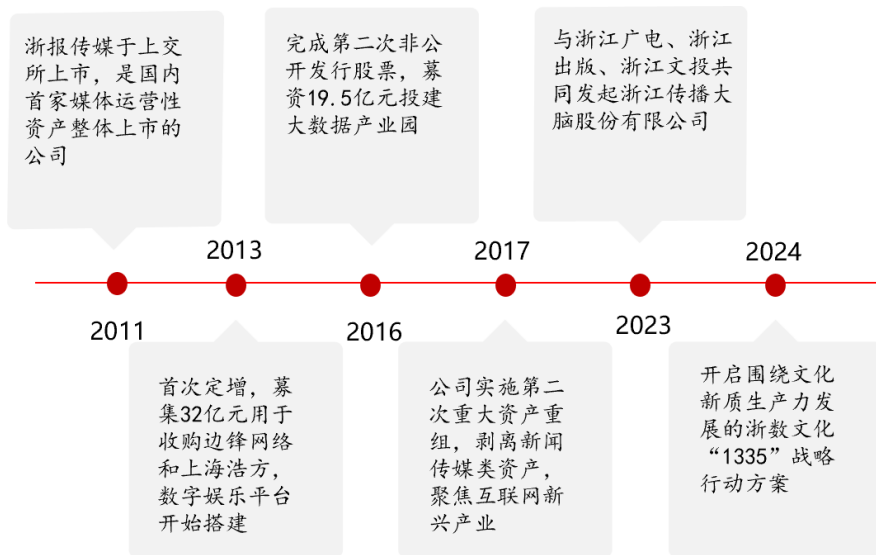 浙报传媒于上交
所上市，是国内
首家媒体运营性
资产整体上市的
公司
完成第二次非公
开发行股票，募
资19.5亿元投建
大数据产业园
与浙江广电、浙江
出版、浙江文投共
同发起浙江传播大
脑股份有限公司
2013
2017
2024
2011
2016
2023
首次定增，募
集32亿元用于
收购边锋网络
和上海浩方，
数字娱乐平台
开始搭建
公司实施第二
次重大资产重
组，剥离新闻
传媒类资产，
聚焦互联网新
兴产业
开启围绕文化
新质生产力发
展的浙数文化
“1335”战略
行动方案